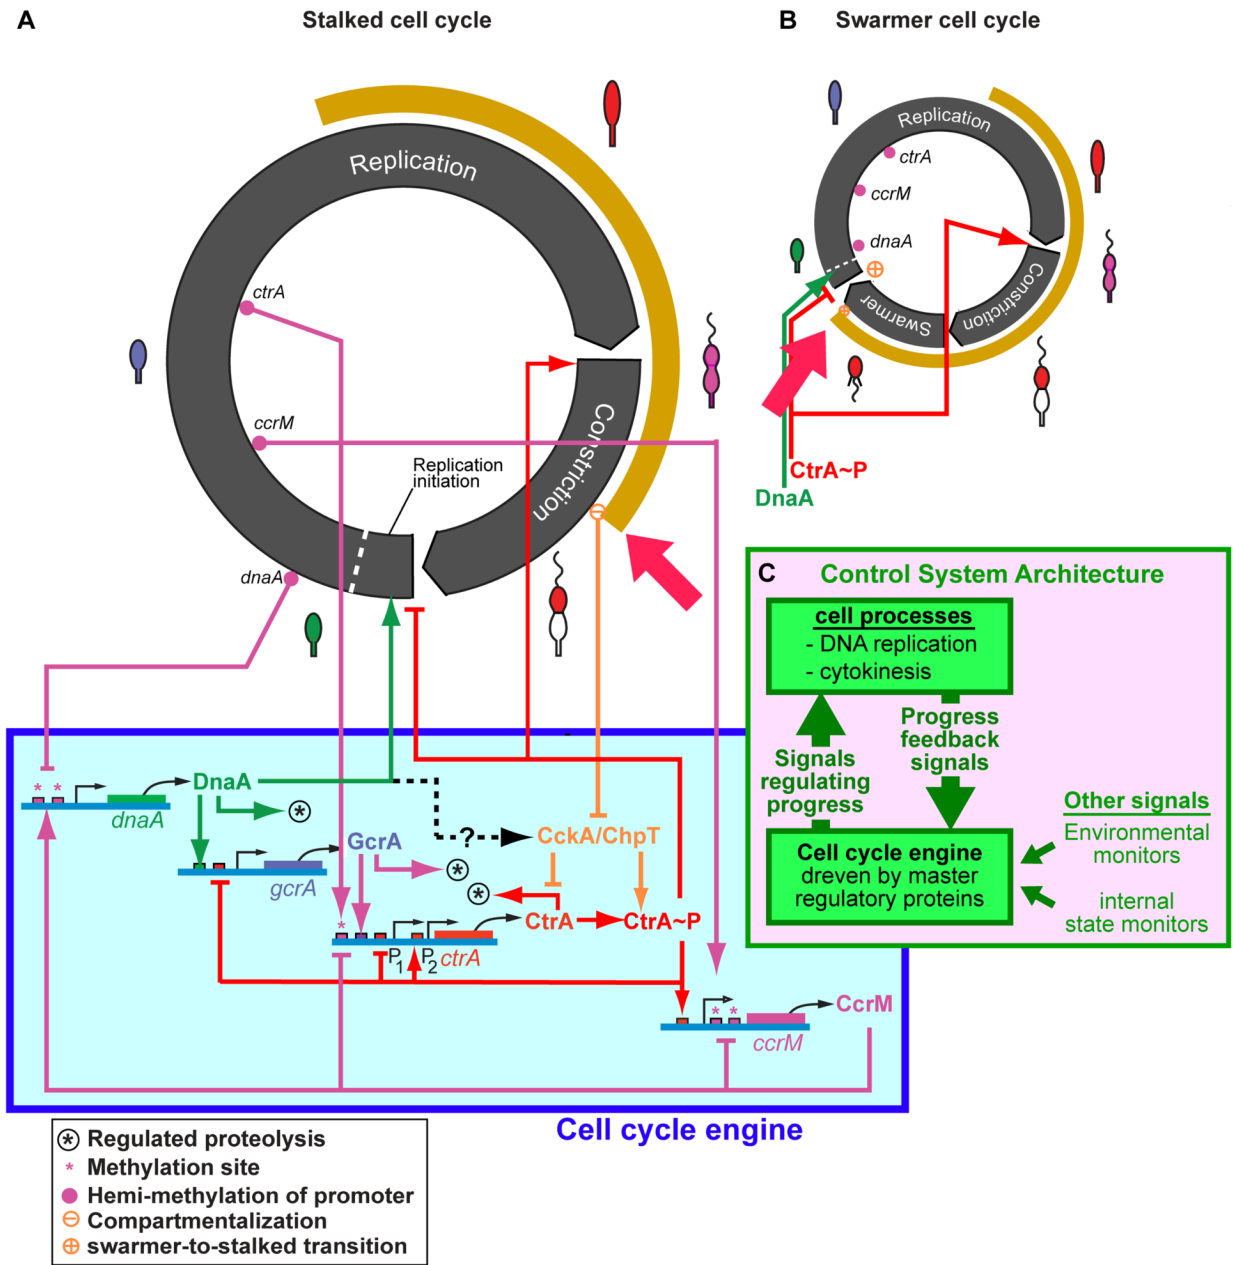 A
Stalked cell cycle
B
Swarmer cell cycle
Replication
ctrA
ccrM
dnaA
Constriction
Replication
initiation
Replication
ctrA
ccrM
dnaA
Constriction
Swarmer
CtrA~P
DnaA
C
Control System Architecture
cell processes
- DNA replication
- cytokinesis
Signals
regulating
progress
Progress
feedback
signals
Other signals
Environmental
monitors
internal
state monitors
Cell cycle engine
dreven by master
regulatory proteins
* *
DnaA
dnaA
*
?
CckA/ChpT
GcrA
gcrA
*
*
CtrA
CtrA~P
*
P1
P2
ctrA
* *
CcrM
ccrM
Cell cycle engine
* Regulated proteolysis
* Methylation site
Hemi-methylation of promoter
Compartmentalization
swarmer-to-stalked transition